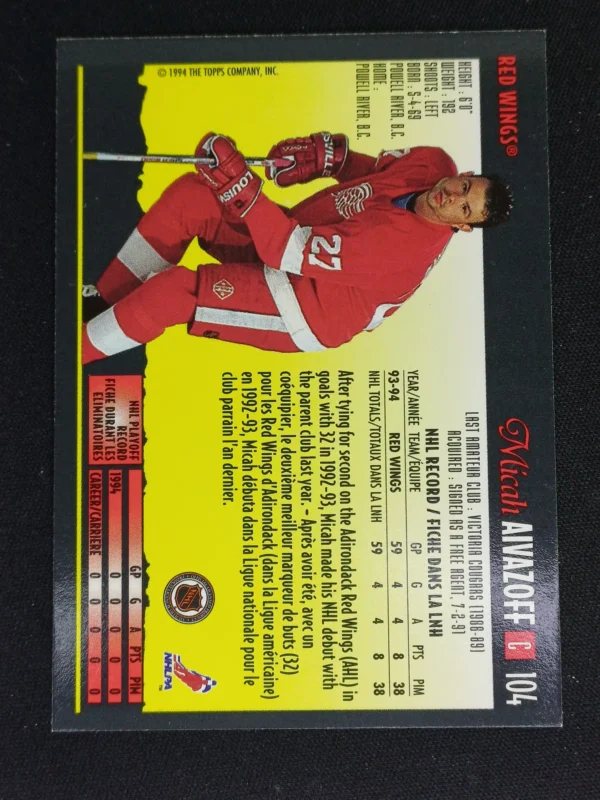 RED WINGS®
Micah AIVAZOFF C 104
HEIGHT : 6'0"
WEIGHT : 192
SHOOTS : LEFT
BORN : 5-4-69
POWELL RIVER, B.C.
HOME :
POWELL RIVER, B.C.
LAST AMATEUR CLUB : VICTORIA COUGARS (1988-89)
ACQUIRED : SIGNED AS A FREE AGENT, 7-2-91
NHL RECORD / FICHE DANS LA LNH
YEAR/ANNÉE TEAM/ÉQUIPE GP G A PTS PIM
93-94 RED WINGS 59 4 4 8 38
NHL TOTALS/TOTAUX DANS LA LNH 59 4 4 8 38
After tying for second on the Adirondack Red Wings (AHL) in
goals with 32 in 1992-93, Micah made his NHL debut with
the parent club last year. – Après avoir été, avec un
coéquipier, le deuxième meilleur marqueur de buts (32)
pour les Red Wings d'Adirondack (dans la Ligue américaine)
en 1992-93, Micah débuta dans la Ligue nationale pour le
club parrain l'an dernier.
NHL PLAYOFF
RECORD
FICHE DURANT LES
ÉLIMINATOIRES
GP G A PTS PIM
1994 0 0 0 0 0
CAREER/CARRIÈRE 0 0 0 0 0
© 1994 THE TOPPS COMPANY, INC.
27
27
LOUISV
ISVILLE
NHL
NHLPA